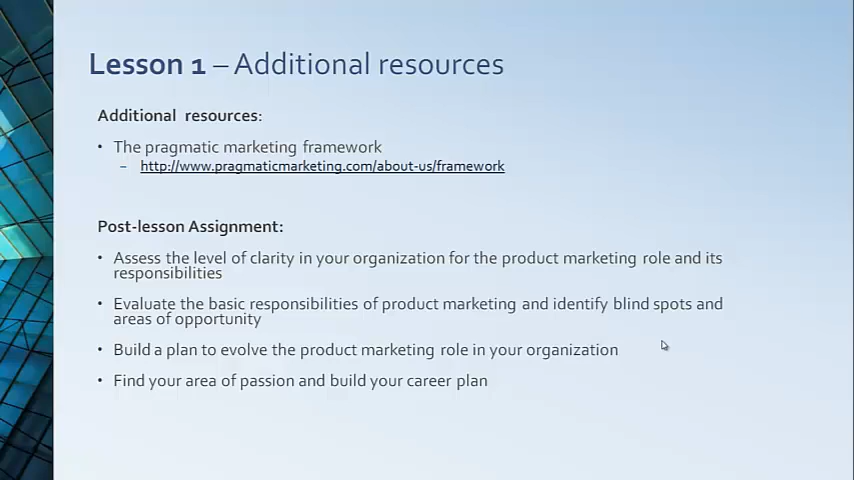 Lesson 1 – Additional resources
Additional resources:
• The pragmatic marketing framework
– http://www.pragmaticmarketing.com/about-us/framework
Post-lesson Assignment:
• Assess the level of clarity in your organization for the product marketing role and its
responsibilities
• Evaluate the basic responsibilities of product marketing and identify blind spots and
areas of opportunity
• Build a plan to evolve the product marketing role in your organization
• Find your area of passion and build your career plan